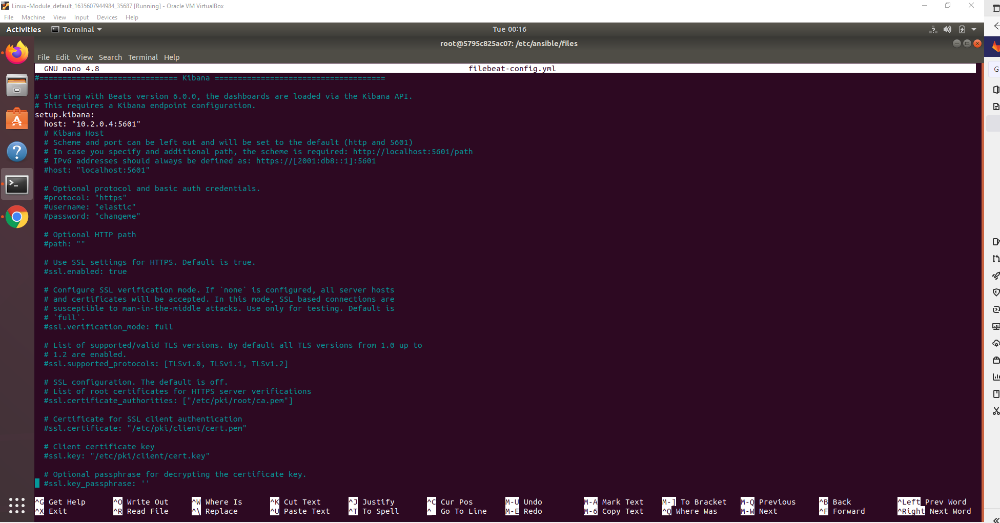 Linux-Module_default_1635607944984_35687 [Running] - Oracle VM VirtualBox
File Machine View Input Devices Help
Activities Terminal Tue 00:16
root@5795c825ac07: /etc/ansible/files
File Edit View Search Terminal Help
GNU nano 4.8 filebeat-config.yml
#============================== Kibana =====================================
# Starting with Beats version 6.0.0, the dashboards are loaded via the Kibana API.
# This requires a Kibana endpoint configuration.
setup.kibana:
host: "10.2.0.4:5601"
# Kibana Host
# Scheme and port can be left out and will be set to the default (http and 5601)
# In case you specify and additional path, the scheme is required: http://localhost:5601/path
# IPv6 addresses should always be defined as: https://[2001:db8::1]:5601
#host: "localhost:5601"
# Optional protocol and basic auth credentials.
#protocol: "https"
#username: "elastic"
#password: "changeme"
# Optional HTTP path
#path: ""
# Use SSL settings for HTTPS. Default is true.
#ssl.enabled: true
# Configure SSL verification mode. If `none` is configured, all server hosts
# and certificates will be accepted. In this mode, SSL based connections are
# susceptible to man-in-the-middle attacks. Use only for testing. Default is
# `full`.
#ssl.verification_mode: full
# List of supported/valid TLS versions. By default all TLS versions from 1.0 up to
# 1.2 are enabled.
#ssl.supported_protocols: [TLSv1.0, TLSv1.1, TLSv1.2]
# SSL configuration. The default is off.
# List of root certificates for HTTPS server verifications
#ssl.certificate_authorities: ["/etc/pki/root/ca.pem"]
# Certificate for SSL client authentication
#ssl.certificate: "/etc/pki/client/cert.pem"
# Client certificate key
#ssl.key: "/etc/pki/client/cert.key"
# Optional passphrase for decrypting the certificate key.
#ssl.key_passphrase: ''
^G Get Help ^O Write Out ^W Where Is ^K Cut Text ^J Justify ^C Cur Pos M-U Undo M-A Mark Text M-] To Bracket M-Q Previous ^B Back ^Left Prev Word
^X Exit ^R Read File ^\ Replace ^U Paste Text ^T To Spell ^_ Go To Line M-E Redo M-6 Copy Text ^Q Where Was M-W Next ^F Forward ^Right Next Word
G